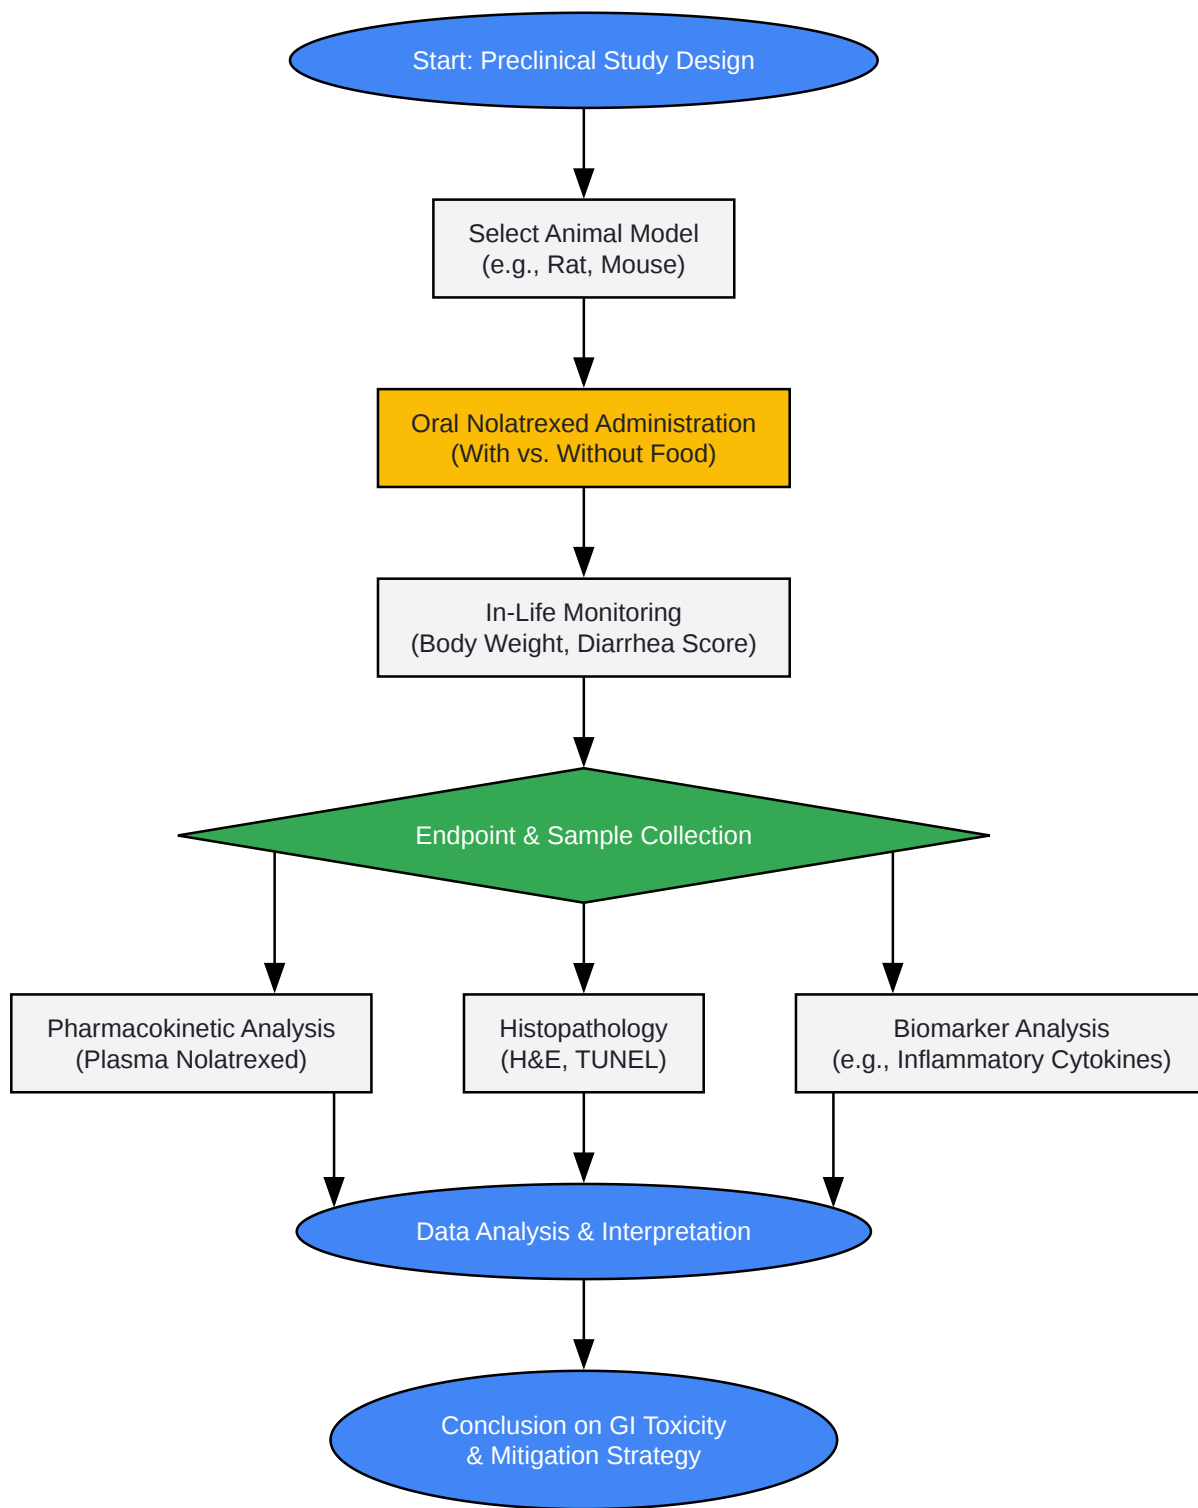 Start: Preclinical Study Design
Select Animal Model
(e.g., Rat, Mouse)
Oral Nolatrexed Administration
(With vs. Without Food)
In-Life Monitoring
(Body Weight, Diarrhea Score)
Endpoint & Sample Collection
Pharmacokinetic Analysis
(Plasma Nolatrexed)
Histopathology
(H&E, TUNEL)
Biomarker Analysis
(e.g., Inflammatory Cytokines)
Data Analysis & Interpretation
Conclusion on GI Toxicity
& Mitigation Strategy